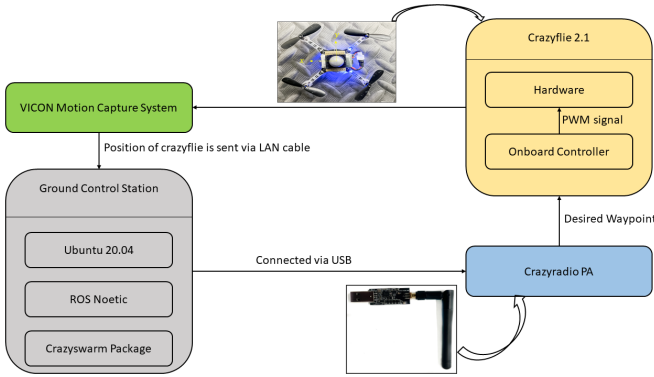 Crazyflie 2.1
Hardware
PWM signal
Onboard Controller
VICON Motion Capture System
Position of crazyflie is sent via LAN cable
Ground Control Station
Ubuntu 20.04
ROS Noetic
Crazyswarm Package
Connected via USB
Desired Waypoint
Crazyradio PA